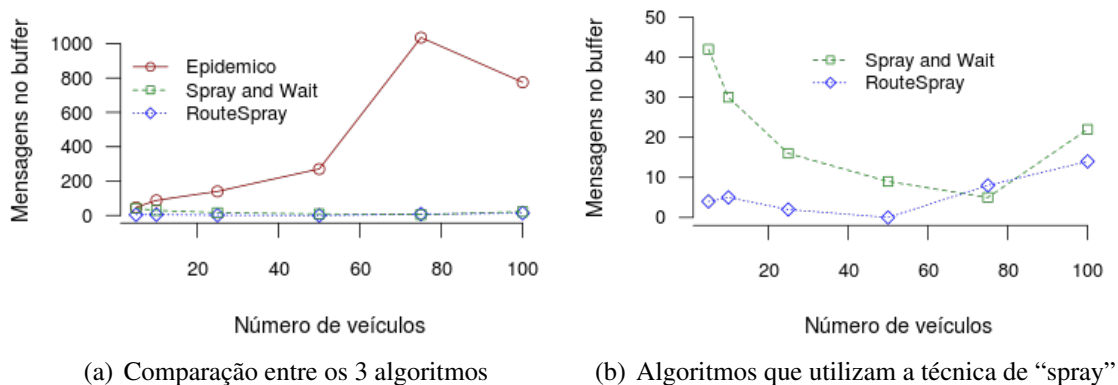 Mensagens no buffer
1000
800
600
400
200
0
Epidemico
Spray and Wait
RouteSpray
20 40 60 80 100
Número de veículos
(a) Comparação entre os 3 algoritmos
Mensagens no buffer
50
40
30
20
10
0
Spray and Wait
RouteSpray
20 40 60 80 100
Número de veículos
(b) Algoritmos que utilizam a técnica de “spray”